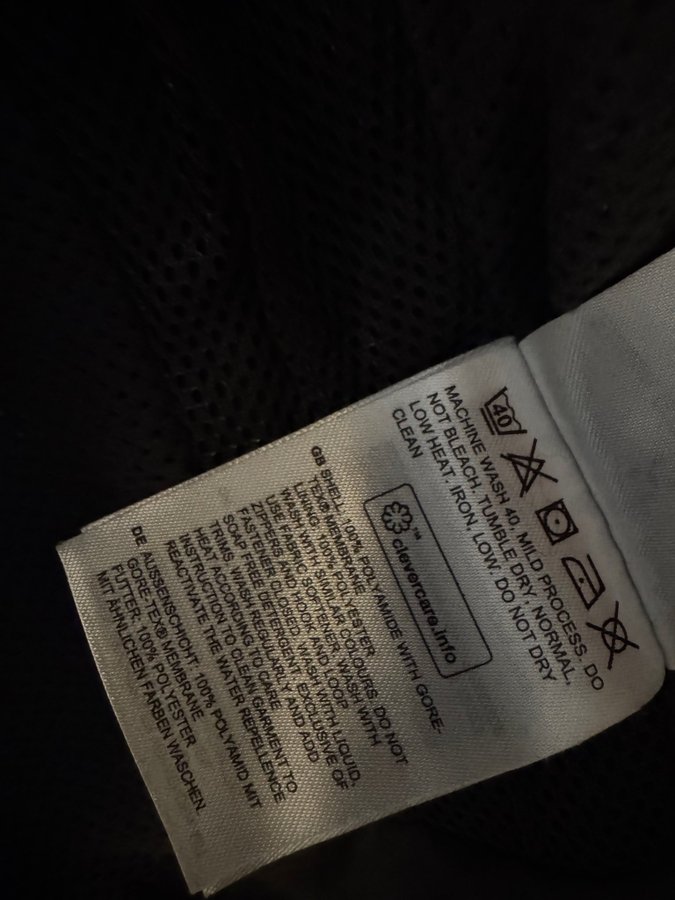 40
MACHINE WASH 40, MILD PROCESS, DO
NOT BLEACH, TUMBLE DRY, NORMAL,
LOW HEAT, IRON, LOW, DO NOT DRY
CLEAN
clevercare.info™
GB SHELL: 100% POLYAMIDE WITH GORE-
TEX® MEMBRANE
LINING: 100% POLYESTER
WASH WITH SIMILAR COLOURS. DO NOT
USE FABRIC SOFTENER. WASH WITH
ZIPPERS AND HOOK AND LOOP
FASTENER CLOSED. WASH WITH LIQUID,
SOAP FREE DETERGENT. EXCLUSIVE OF
TRIMS. WASH REGULARLY AND ADD
HEAT ACCORDING TO CARE
INSTRUCTION TO CLEAN GARMENT TO
REACTIVATE THE WATER REPELLENCE
DE AUSSENSCHICHT: 100% POLYAMID MIT
GORE-TEX® MEMBRANE
FUTTER: 100% POLYESTER
MIT ÄHNLICHEN FARBEN WASCHEN.